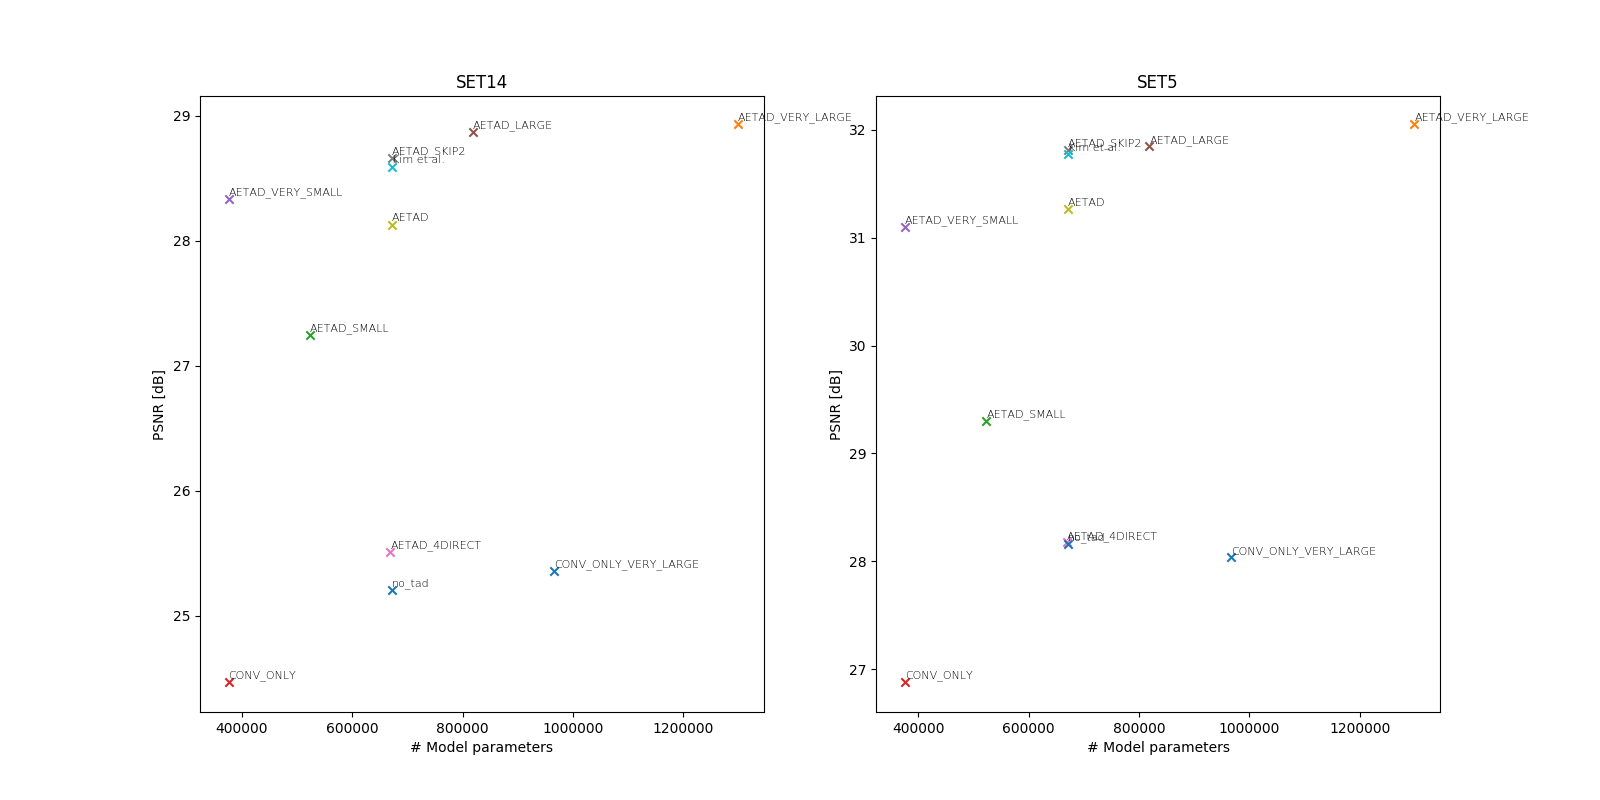 SET14
29
28
27
26
25
PSNR [dB]
AETAD_VERY_LARGE
AETAD_LARGE
AETAD_SKIP2
Kim et al.
AETAD_VERY_SMALL
AETAD
AETAD_SMALL
AETAD_4DIRECT
CONV_ONLY_VERY_LARGE
no_tad
CONV_ONLY
400000 600000 800000 1000000 1200000
# Model parameters
SET5
32
31
30
29
28
27
PSNR [dB]
AETAD_VERY_LARGE
AETAD_LARGE
AETAD_SKIP2
Kim et al.
AETAD
AETAD_VERY_SMALL
AETAD_SMALL
AETAD_4DIRECT
no_tad
CONV_ONLY_VERY_LARGE
CONV_ONLY
400000 600000 800000 1000000 1200000
# Model parameters